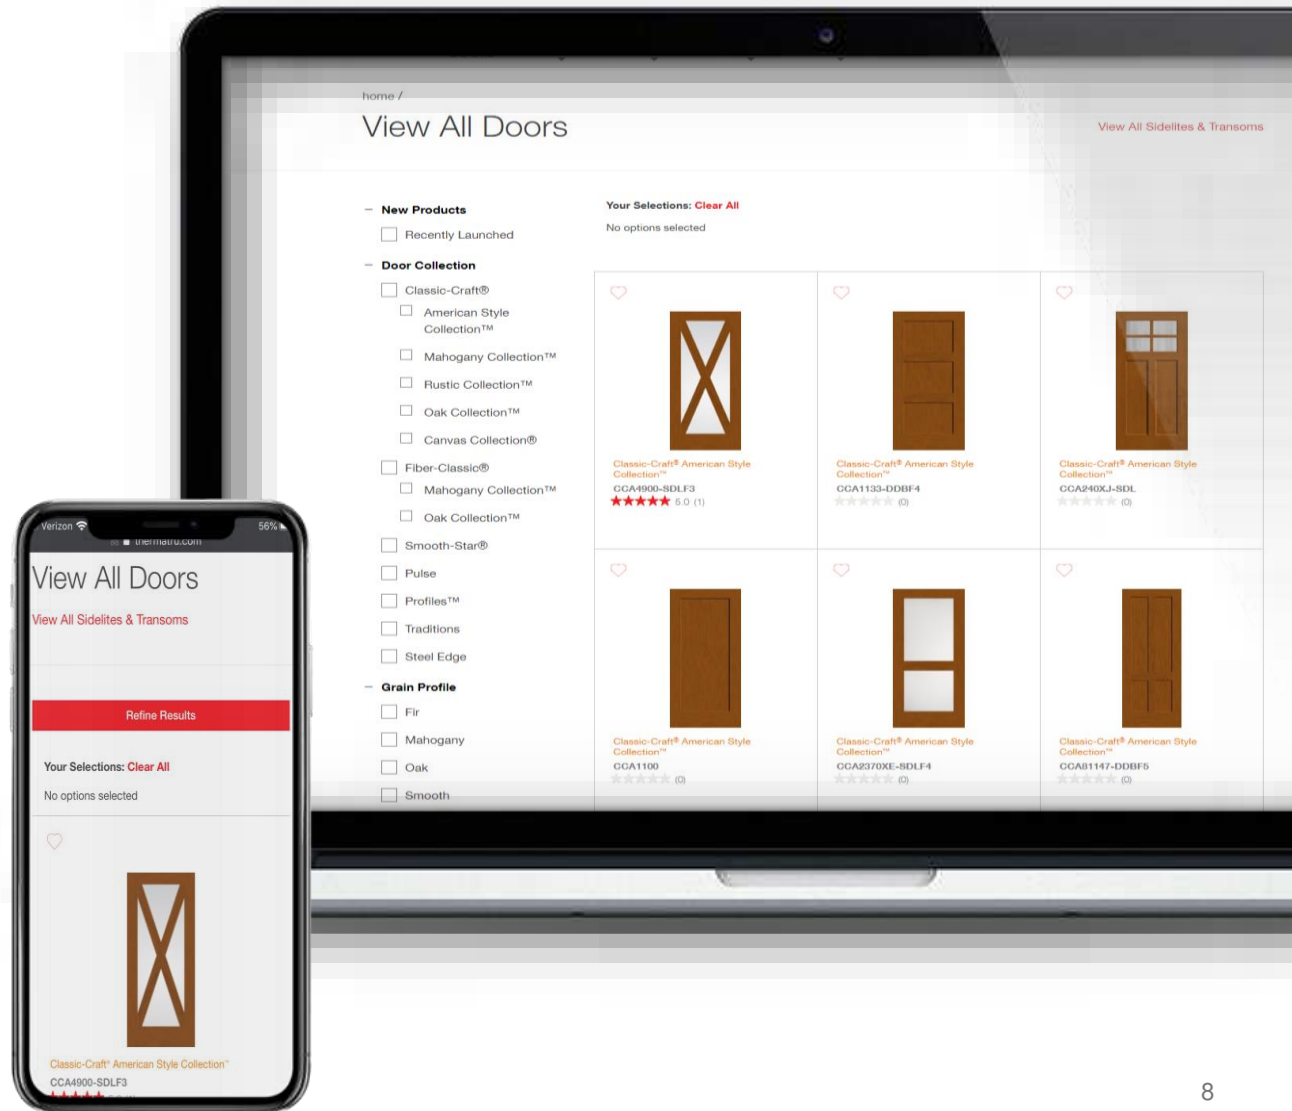 home /
View All Doors
View All Sidelites & Transoms
− New Products
Recently Launched
− Door Collection
Classic-Craft®
American Style
Collection™
Mahogany Collection™
Rustic Collection™
Oak Collection™
Canvas Collection®
Fiber-Classic®
Mahogany Collection™
Oak Collection™
Smooth-Star®
Pulse
Profiles™
Traditions
Steel Edge
− Grain Profile
Fir
Mahogany
Oak
Smooth
Your Selections: Clear All
No options selected
Classic-Craft® American Style
Collection™
CCA4900-SDLF3
★★★★★ 5.0 (1)
Classic-Craft® American Style
Collection™
CCA1133-DDBF4
★★★★★ (0)
Classic-Craft® American Style
Collection™
CCA240XJ-SDL
★★★★★ (0)
Classic-Craft® American Style
Collection™
CCA1100
★★★★★ (0)
Classic-Craft® American Style
Collection™
CCA2370XE-SDLF4
★★★★★ (0)
Classic-Craft® American Style
Collection™
CCA81147-DDBF5
★★★★★ (0)
Verizon 56%
thermatru.com
View All Doors
View All Sidelites & Transoms
Refine Results
Your Selections: Clear All
No options selected
Classic-Craft® American Style Collection™
CCA4900-SDLF3
8